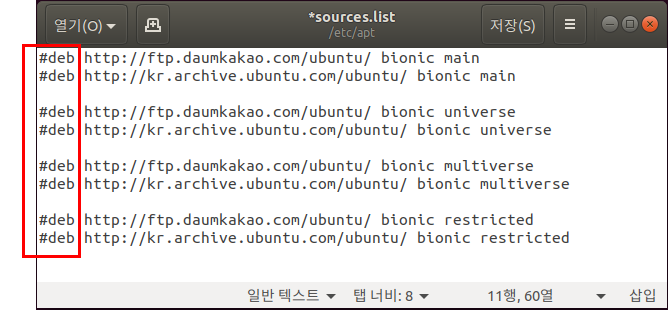 열기(O)
*sources.list
/etc/apt
저장(S)
#deb http://ftp.daumkakao.com/ubuntu/ bionic main
#deb http://kr.archive.ubuntu.com/ubuntu/ bionic main
#deb http://ftp.daumkakao.com/ubuntu/ bionic universe
#deb http://kr.archive.ubuntu.com/ubuntu/ bionic universe
#deb http://ftp.daumkakao.com/ubuntu/ bionic multiverse
#deb http://kr.archive.ubuntu.com/ubuntu/ bionic multiverse
#deb http://ftp.daumkakao.com/ubuntu/ bionic restricted
#deb http://kr.archive.ubuntu.com/ubuntu/ bionic restricted
일반 텍스트 탭 너비: 8 11행, 60열 삽입